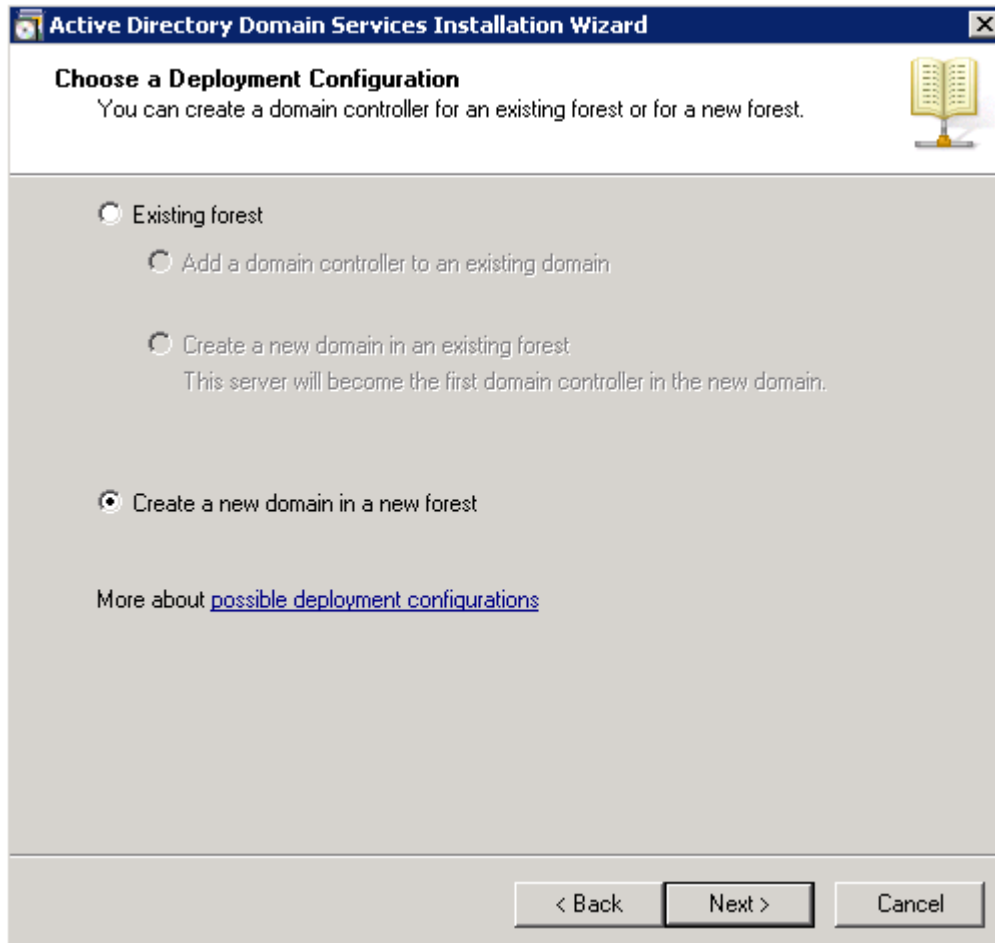 Active Directory Domain Services Installation Wizard
Choose a Deployment Configuration
You can create a domain controller for an existing forest or for a new forest.
Existing forest
Add a domain controller to an existing domain
Create a new domain in an existing forest
This server will become the first domain controller in the new domain.
Create a new domain in a new forest
More about possible deployment configurations
< Back Next > Cancel